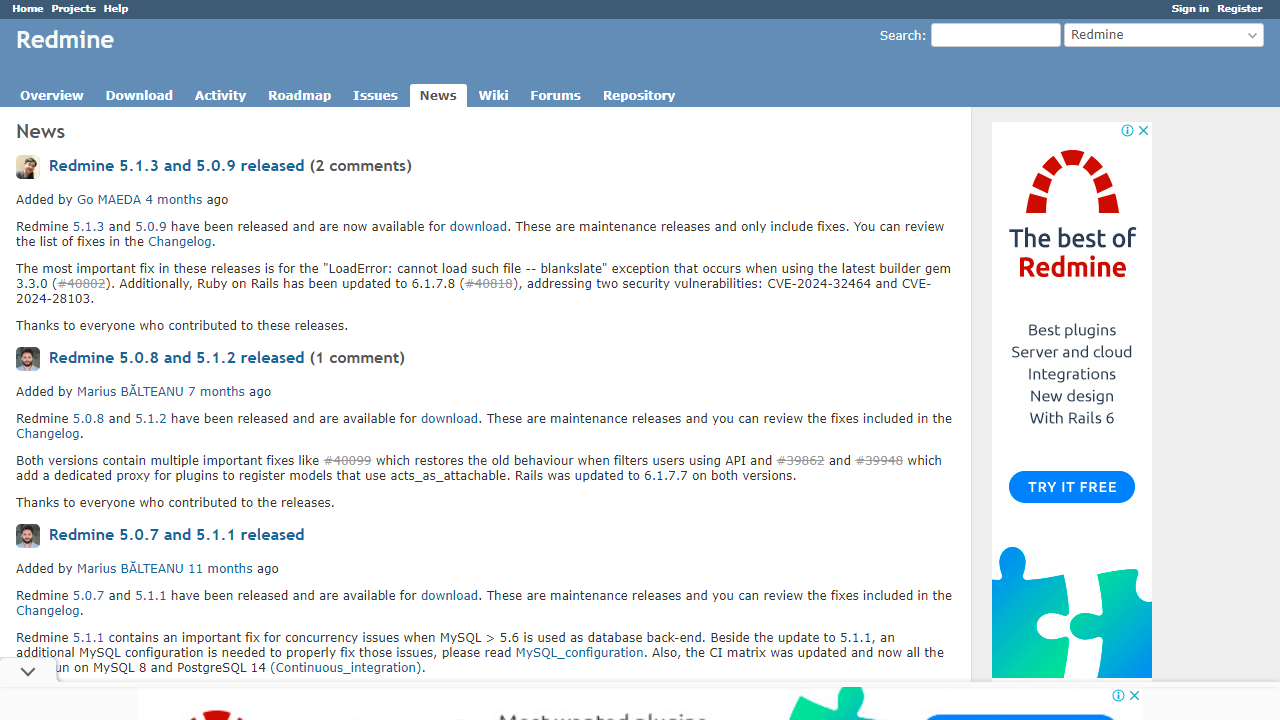 Home Projects Help Sign in Register
Redmine
Search: Redmine
Overview Download Activity Roadmap Issues News Wiki Forums Repository
News
Redmine 5.1.3 and 5.0.9 released (2 comments)
Added by Go MAEDA 4 months ago
Redmine 5.1.3 and 5.0.9 have been released and are now available for download. These are maintenance releases and only include fixes. You can review
the list of fixes in the Changelog.
The most important fix in these releases is for the "LoadError: cannot load such file -- blankslate" exception that occurs when using the latest builder gem
3.3.0 (#40802). Additionally, Ruby on Rails has been updated to 6.1.7.8 (#40818), addressing two security vulnerabilities: CVE-2024-32464 and CVE-
2024-28103.
Thanks to everyone who contributed to these releases.
Redmine 5.0.8 and 5.1.2 released (1 comment)
Added by Marius BĂLTEANU 7 months ago
Redmine 5.0.8 and 5.1.2 have been released and are available for download. These are maintenance releases and you can review the fixes included in the
Changelog.
Both versions contain multiple important fixes like #40099 which restores the old behaviour when filters users using API and #39862 and #39948 which
add a dedicated proxy for plugins to register models that use acts_as_attachable. Rails was updated to 6.1.7.7 on both versions.
Thanks to everyone who contributed to the releases.
Redmine 5.0.7 and 5.1.1 released
Added by Marius BĂLTEANU 11 months ago
Redmine 5.0.7 and 5.1.1 have been released and are available for download. These are maintenance releases and you can review the fixes included in the
Changelog.
Redmine 5.1.1 contains an important fix for concurrency issues when MySQL > 5.6 is used as database back-end. Beside the update to 5.1.1, an
additional MySQL configuration is needed to properly fix those issues, please read MySQL_configuration. Also, the CI matrix was updated and now all the
on MySQL 8 and PostgreSQL 14 (Continuous_integration).
The best of
Redmine
Best plugins
Server and cloud
Integrations
New design
With Rails 6
TRY IT FREE